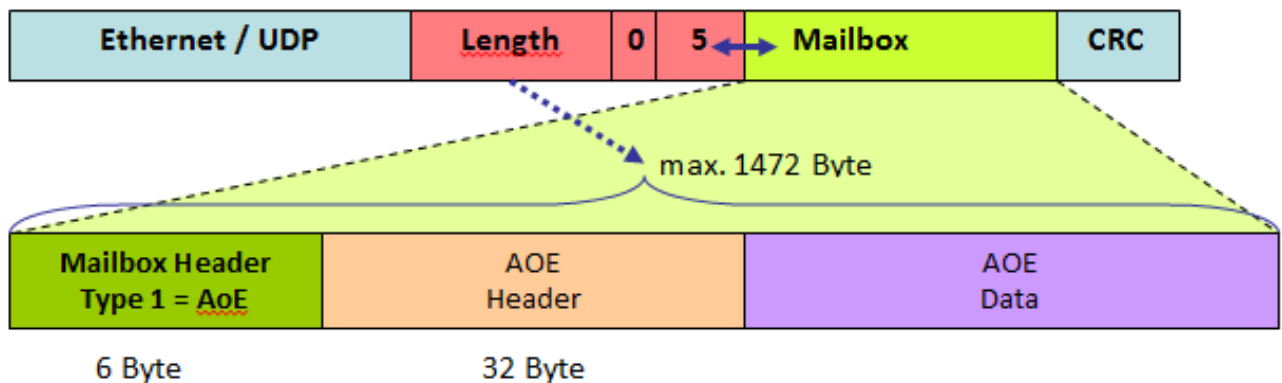 Ethernet / UDP Length 0 5 Mailbox CRC
max. 1472 Byte
Mailbox Header AOE AOE
Type 1 = AoE Header Data
6 Byte 32 Byte